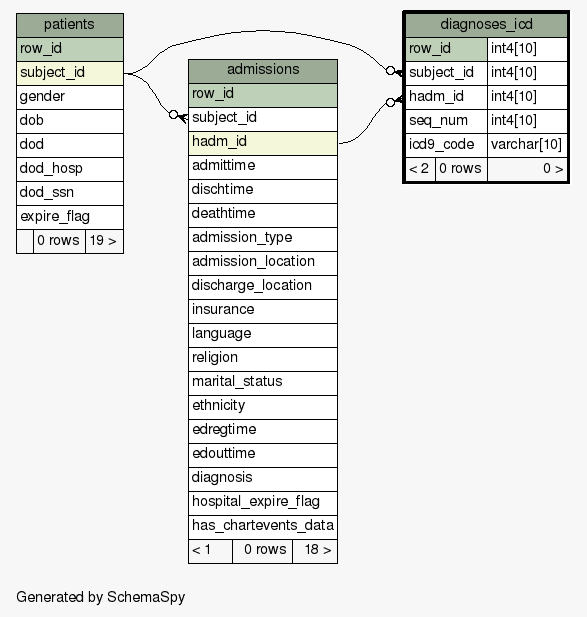 patients
row_id
subject_id
gender
dob
dod
dod_hosp
dod_ssn
expire_flag
0 rows 19 >
admissions
row_id
subject_id
hadm_id
admittime
dischtime
deathtime
admission_type
admission_location
discharge_location
insurance
language
religion
marital_status
ethnicity
edregtime
edouttime
diagnosis
hospital_expire_flag
has_chartevents_data
< 1 0 rows 18 >
diagnoses_icd
row_id int4[10]
subject_id int4[10]
hadm_id int4[10]
seq_num int4[10]
icd9_code varchar[10]
< 2 0 rows 0 >
Generated by SchemaSpy